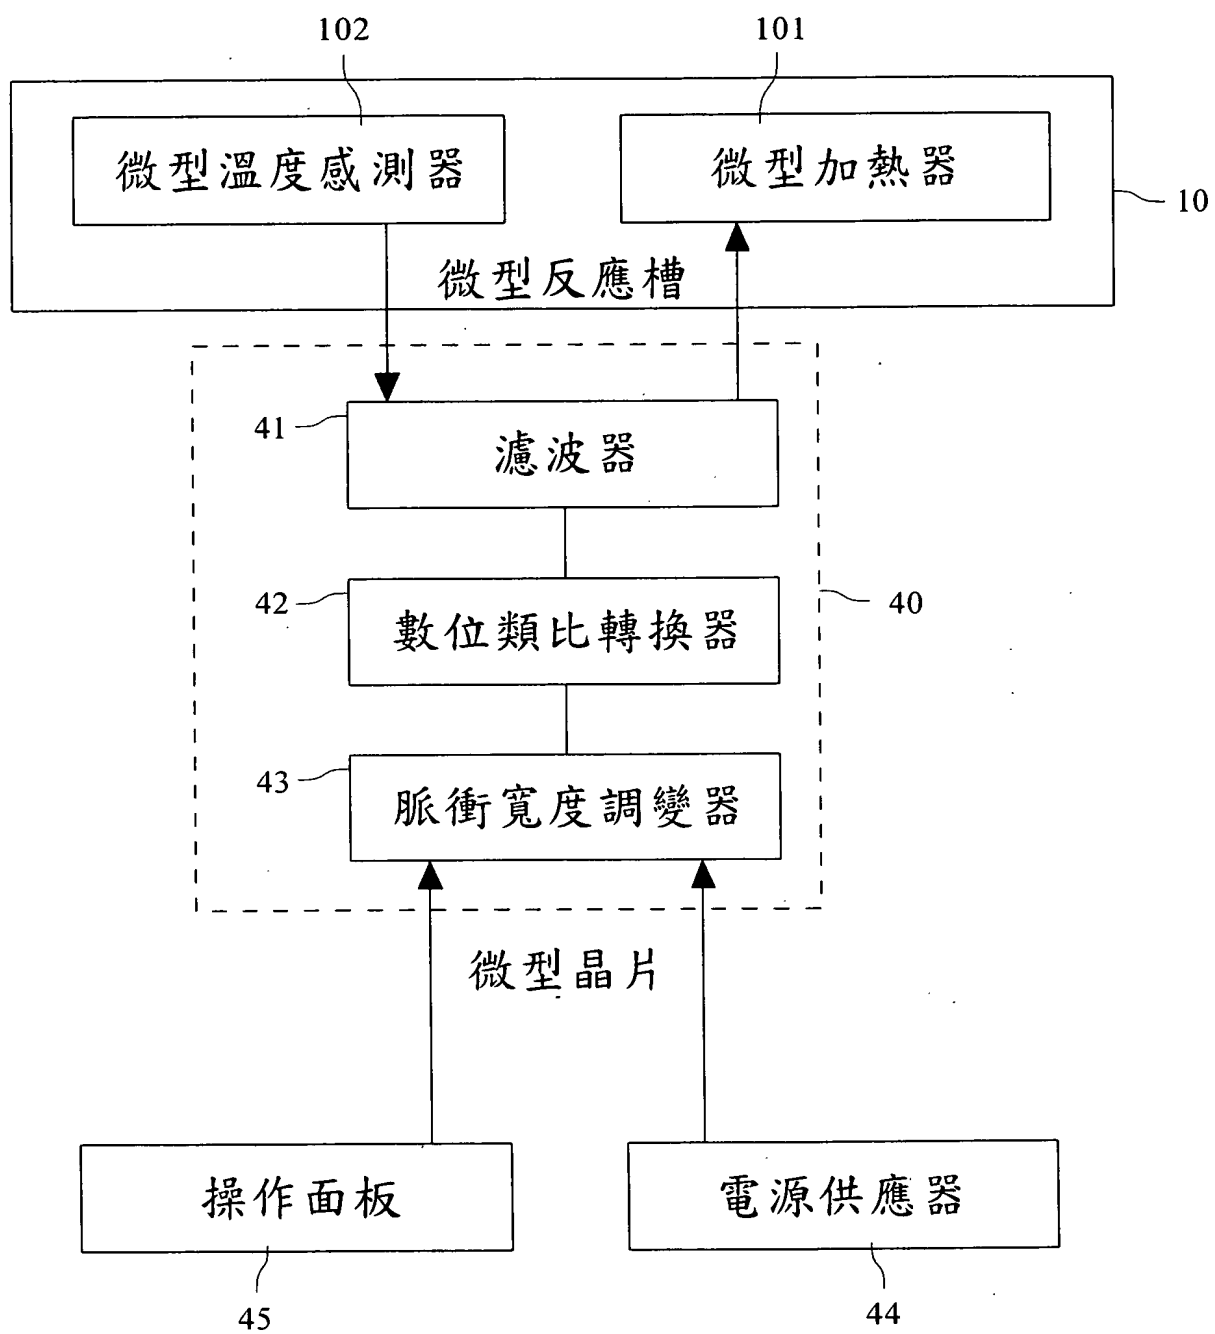 102
101
微型溫度感測器
微型加熱器
10
微型反應槽
41
濾波器
42
數位類比轉換器
40
43
脈衝寬度調變器
微型晶片
操作面板
電源供應器
45
44